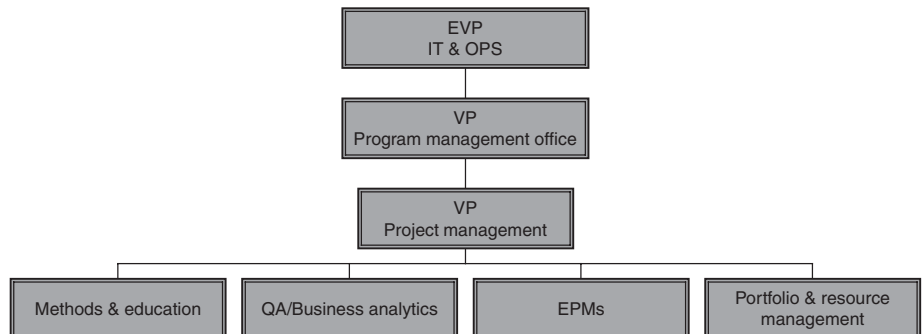 EVP
IT & OPS
VP
Program management office
VP
Project management
Methods & education
QA/Business analytics
EPMs
Portfolio & resource
management